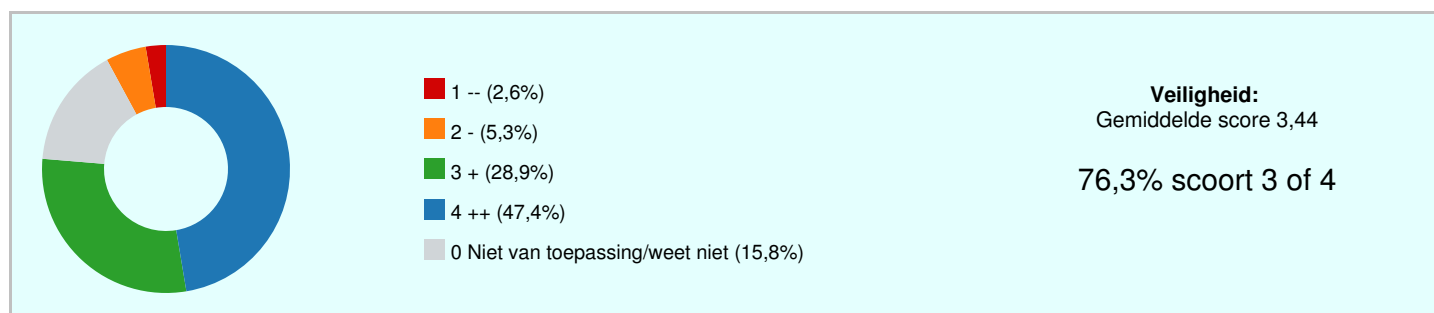 1 -- (2,6%)
2 - (5,3%)
3 + (28,9%)
4 ++ (47,4%)
0 Niet van toepassing/weet niet (15,8%)
Veiligheid:
Gemiddelde score 3,44
76,3% scoort 3 of 4